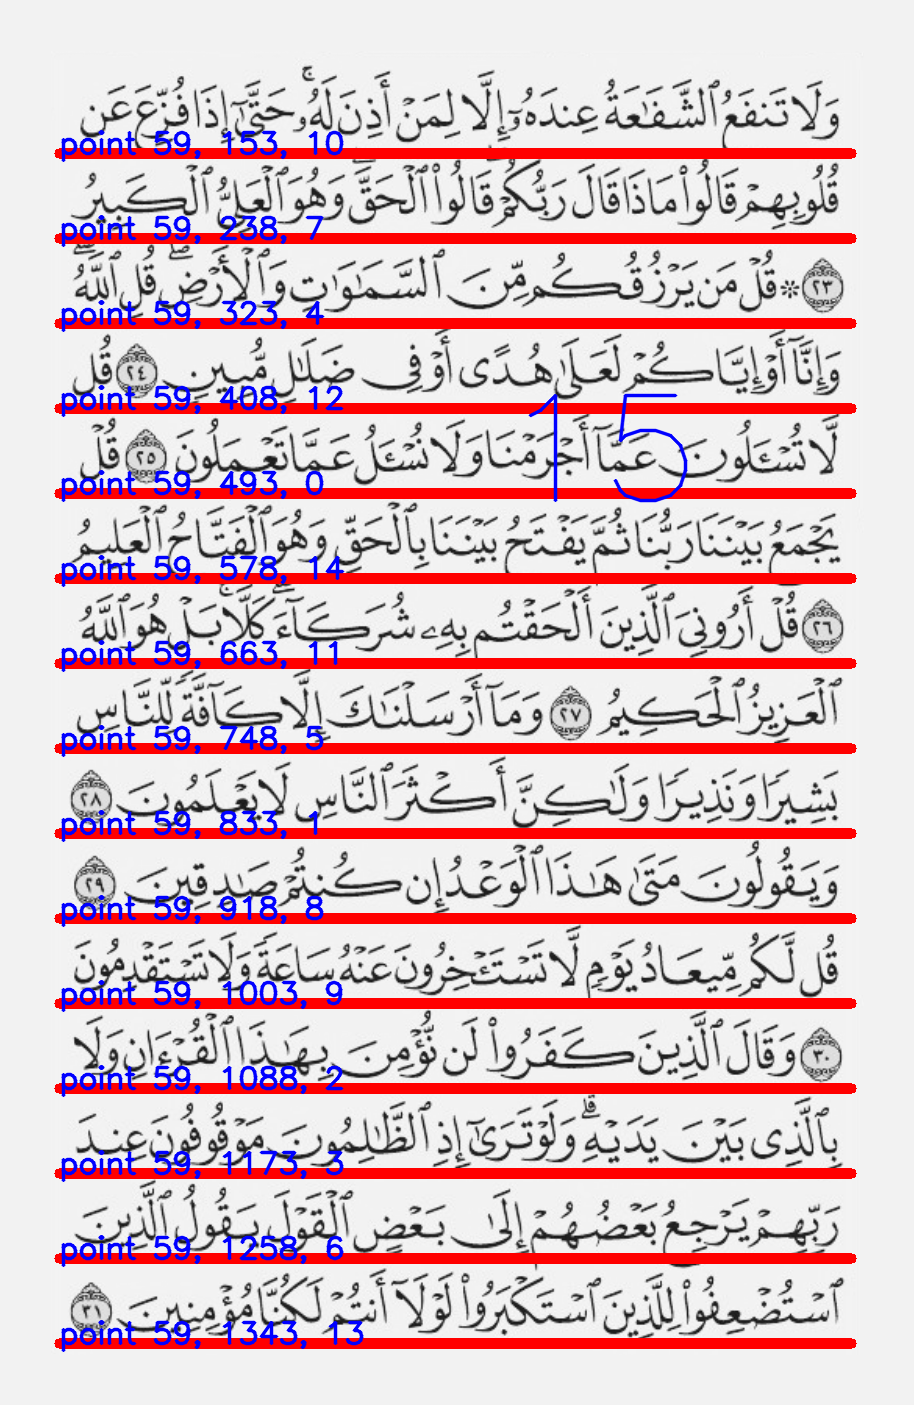 وَلَا تَنفَعُ ٱلشَّفَٰعَةُ عِندَهُۥٓ إِلَّا لِمَنْ أَذِنَ لَهُۥۚ حَتَّىٰٓ إِذَا فُزِّعَ عَن
point 59, 153, 10
قُلُوبِهِمْ قَالُوا۟ مَاذَا قَالَ رَبُّكُمْۖ قَالُوا۟ ٱلْحَقَّۖ وَهُوَ ٱلْعَلِىُّ ٱلْكَبِيرُ
point 59, 238, 7
٢٣ ۞ قُلْ مَن يَرْزُقُكُم مِّنَ ٱلسَّمَٰوَٰتِ وَٱلْأَرْضِۖ قُلِ ٱللَّهُۖ
point 59, 323, 4
وَإِنَّآ أَوْ إِيَّاكُمْ لَعَلَىٰ هُدًى أَوْ فِى ضَلَٰلٍ مُّبِينٍ ٢٤ قُل
point 59, 408, 12
لَّا تُسْـَٔلُونَ عَمَّآ أَجْرَمْنَا وَلَا نُسْـَٔلُ عَمَّا تَعْمَلُونَ ٢٥ قُلْ
15
point 59, 493, 0
يَجْمَعُ بَيْنَنَا رَبُّنَا ثُمَّ يَفْتَحُ بَيْنَنَا بِٱلْحَقِّ وَهُوَ ٱلْفَتَّاحُ ٱلْعَلِيمُ
point 59, 578, 14
٢٦ قُلْ أَرُونِىَ ٱلَّذِينَ أَلْحَقْتُم بِهِۦ شُرَكَآءَۖ كَلَّاۚ بَلْ هُوَ ٱللَّهُ
point 59, 663, 11
ٱلْعَزِيزُ ٱلْحَكِيمُ ٢٧ وَمَآ أَرْسَلْنَٰكَ إِلَّا كَآفَّةً لِّلنَّاسِ
point 59, 748, 5
بَشِيرًا وَنَذِيرًا وَلَٰكِنَّ أَكْثَرَ ٱلنَّاسِ لَا يَعْلَمُونَ ٢٨
point 59, 833, 1
وَيَقُولُونَ مَتَىٰ هَٰذَا ٱلْوَعْدُ إِن كُنتُمْ صَٰدِقِينَ ٢٩
point 59, 918, 8
قُل لَّكُم مِّيعَادُ يَوْمٍ لَّا تَسْتَـْٔخِرُونَ عَنْهُ سَاعَةً وَلَا تَسْتَقْدِمُونَ
point 59, 1003, 9
٣٠ وَقَالَ ٱلَّذِينَ كَفَرُوا۟ لَن نُّؤْمِنَ بِهَٰذَا ٱلْقُرْءَانِ وَلَا
point 59, 1088, 2
بِٱلَّذِى بَيْنَ يَدَيْهِۗ وَلَوْ تَرَىٰٓ إِذِ ٱلظَّٰلِمُونَ مَوْقُوفُونَ عِندَ
point 59, 1173, 3
رَبِّهِمْ يَرْجِعُ بَعْضُهُمْ إِلَىٰ بَعْضٍ ٱلْقَوْلَ يَقُولُ ٱلَّذِينَ
point 59, 1258, 6
ٱسْتُضْعِفُوا۟ لِلَّذِينَ ٱسْتَكْبَرُوا۟ لَوْلَآ أَنتُمْ لَكُنَّا مُؤْمِنِينَ ٣١
point 59, 1343, 13